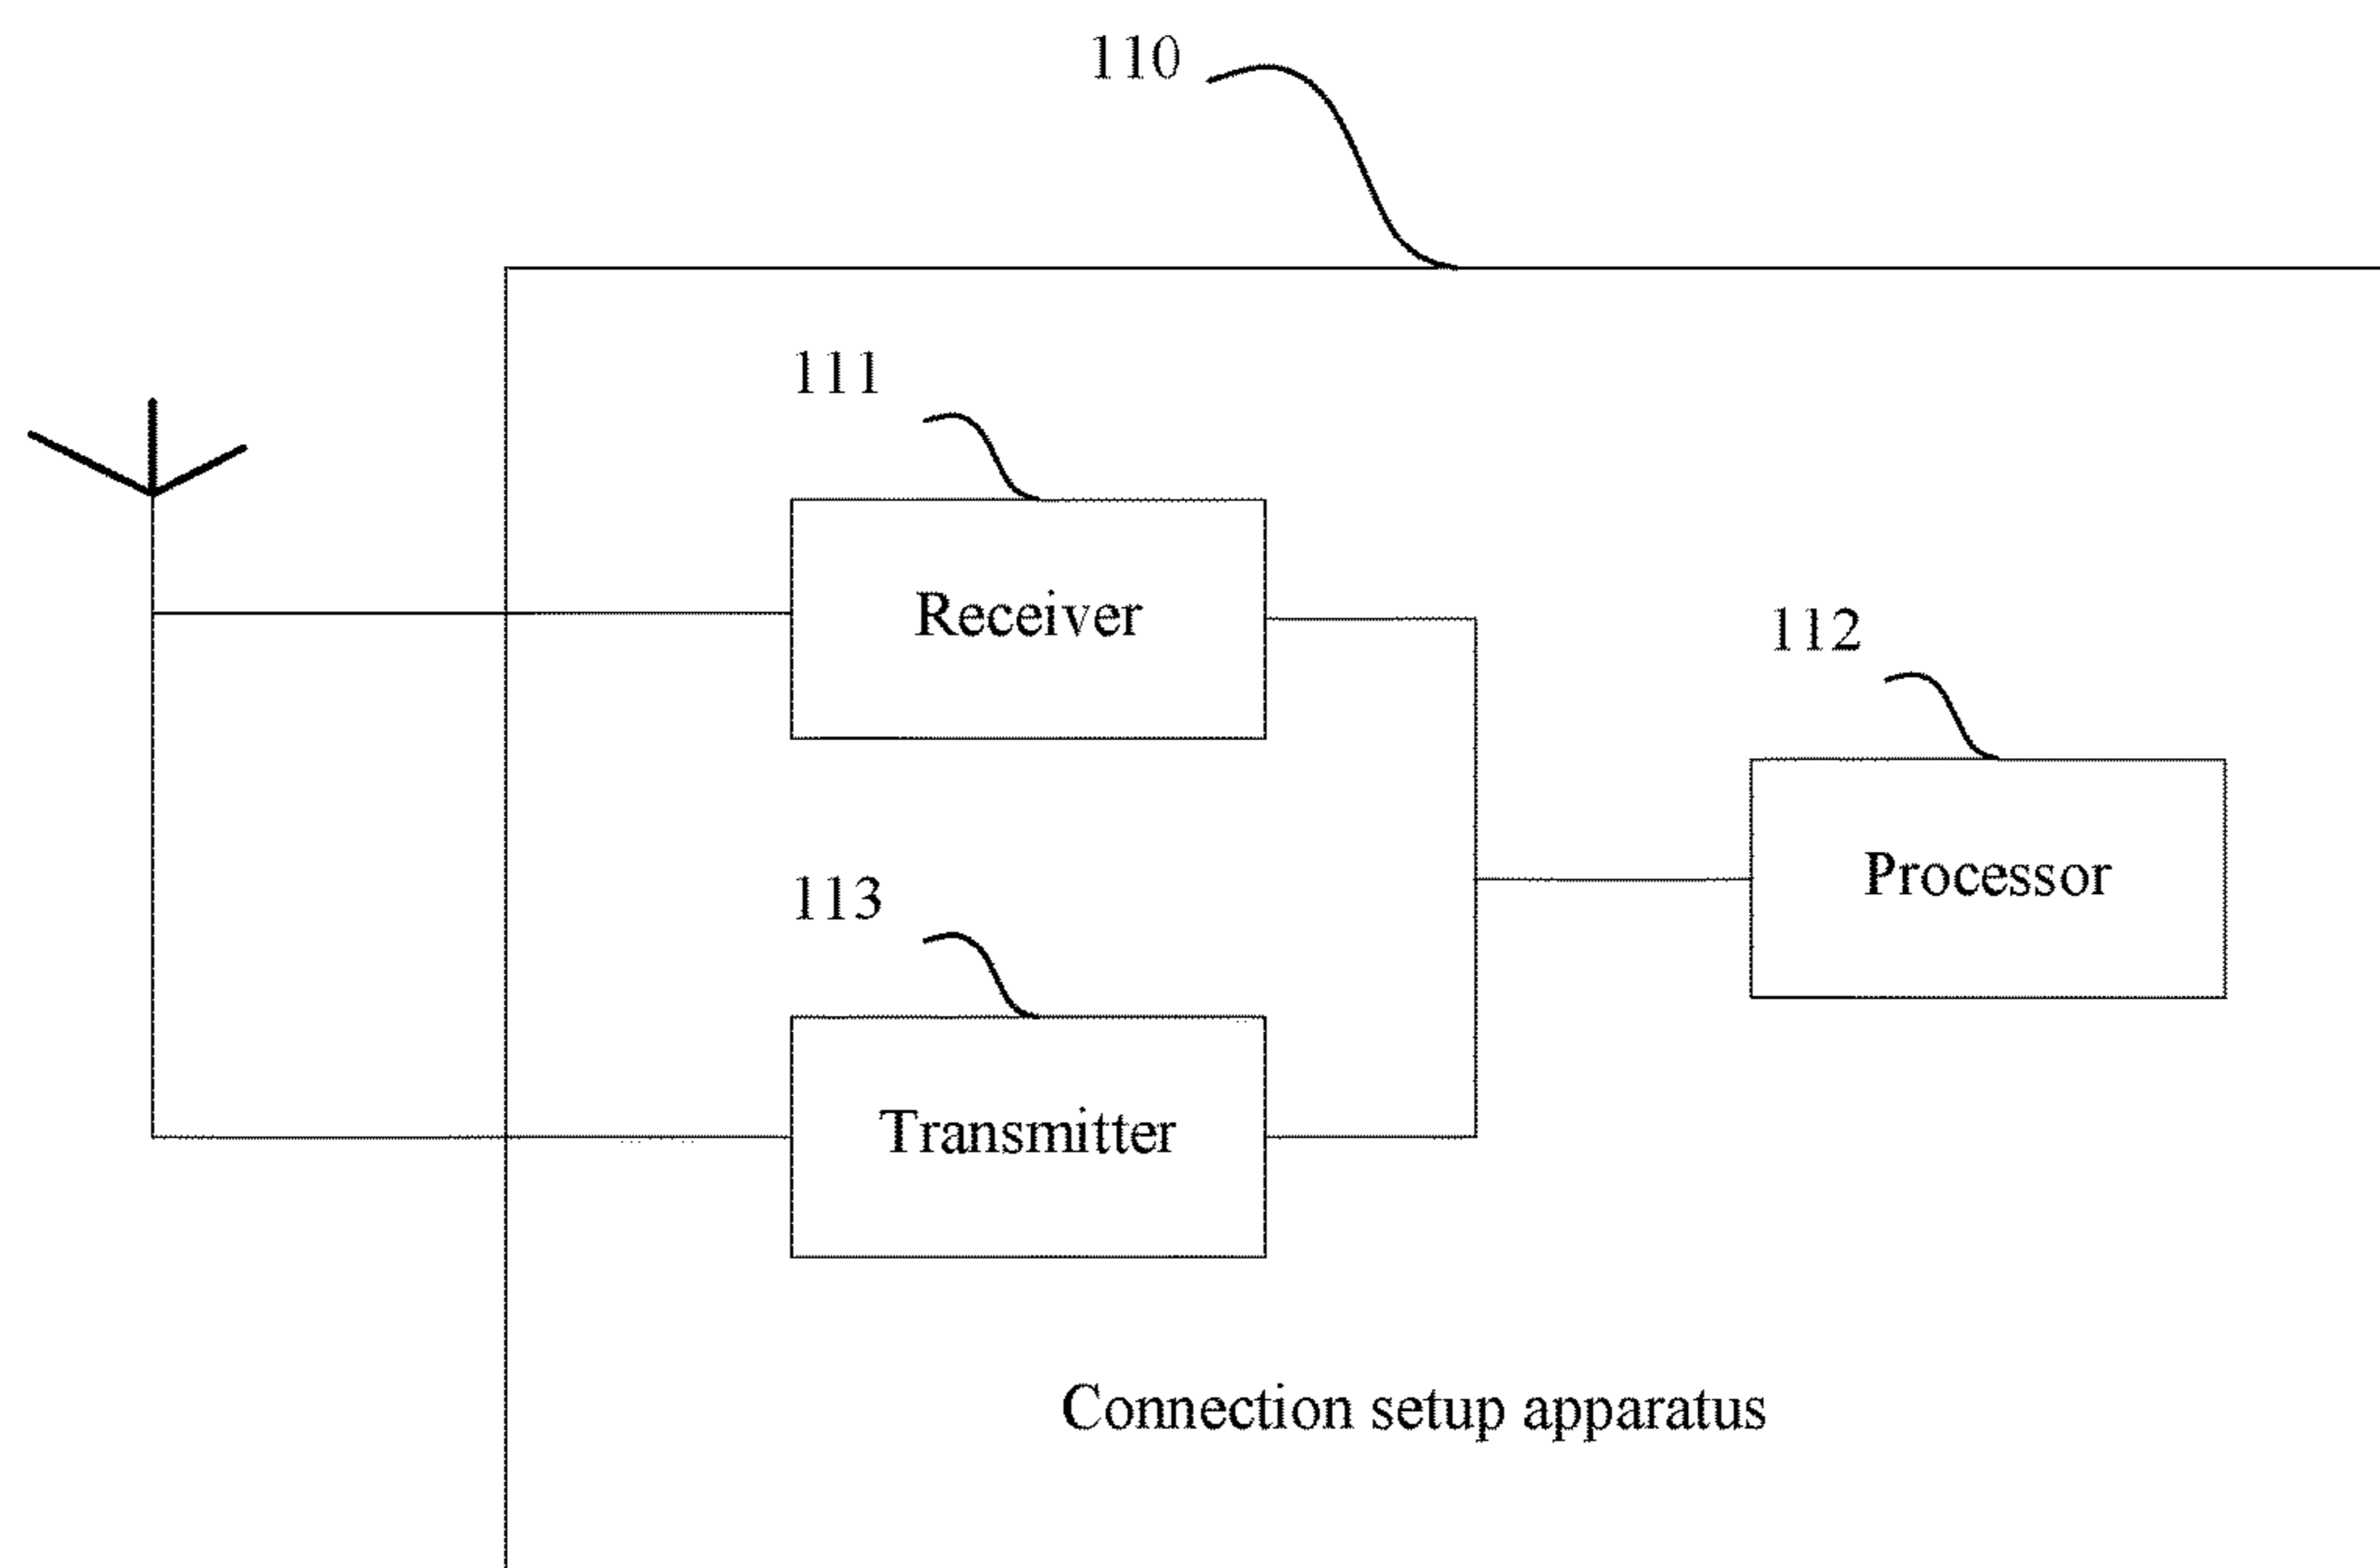 110
111
Receiver
112
Processor
113
Transmitter
Connection setup apparatus